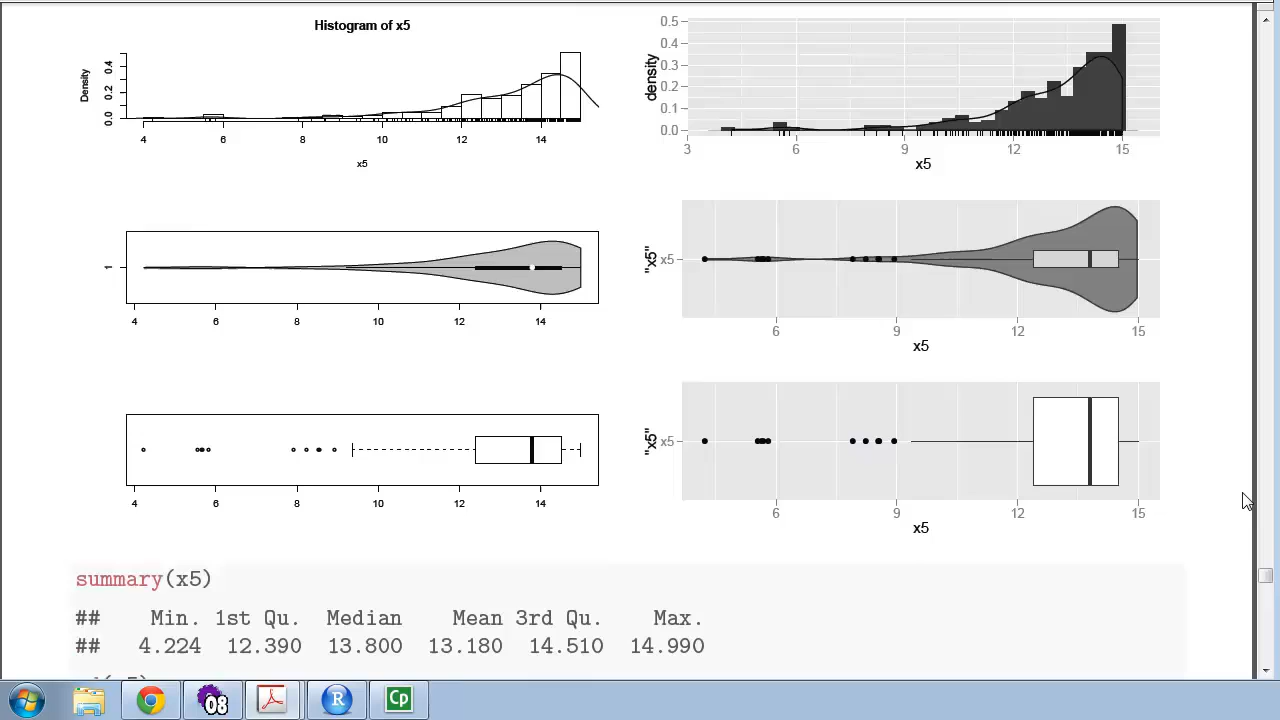 Histogram of x5
Density
0.0 0.2 0.4
4 6 8 10 12 14
x5
density
0.5
0.4
0.3
0.2
0.1
0.0
3 6 9 12 15
x5
1
4 6 8 10 12 14
"x5"
x5
6 9 12 15
x5
4 6 8 10 12 14
"x5"
x5
6 9 12 15
x5
summary(x5)
## Min. 1st Qu. Median Mean 3rd Qu. Max.
## 4.224 12.390 13.800 13.180 14.510 14.990
08
R
Cp